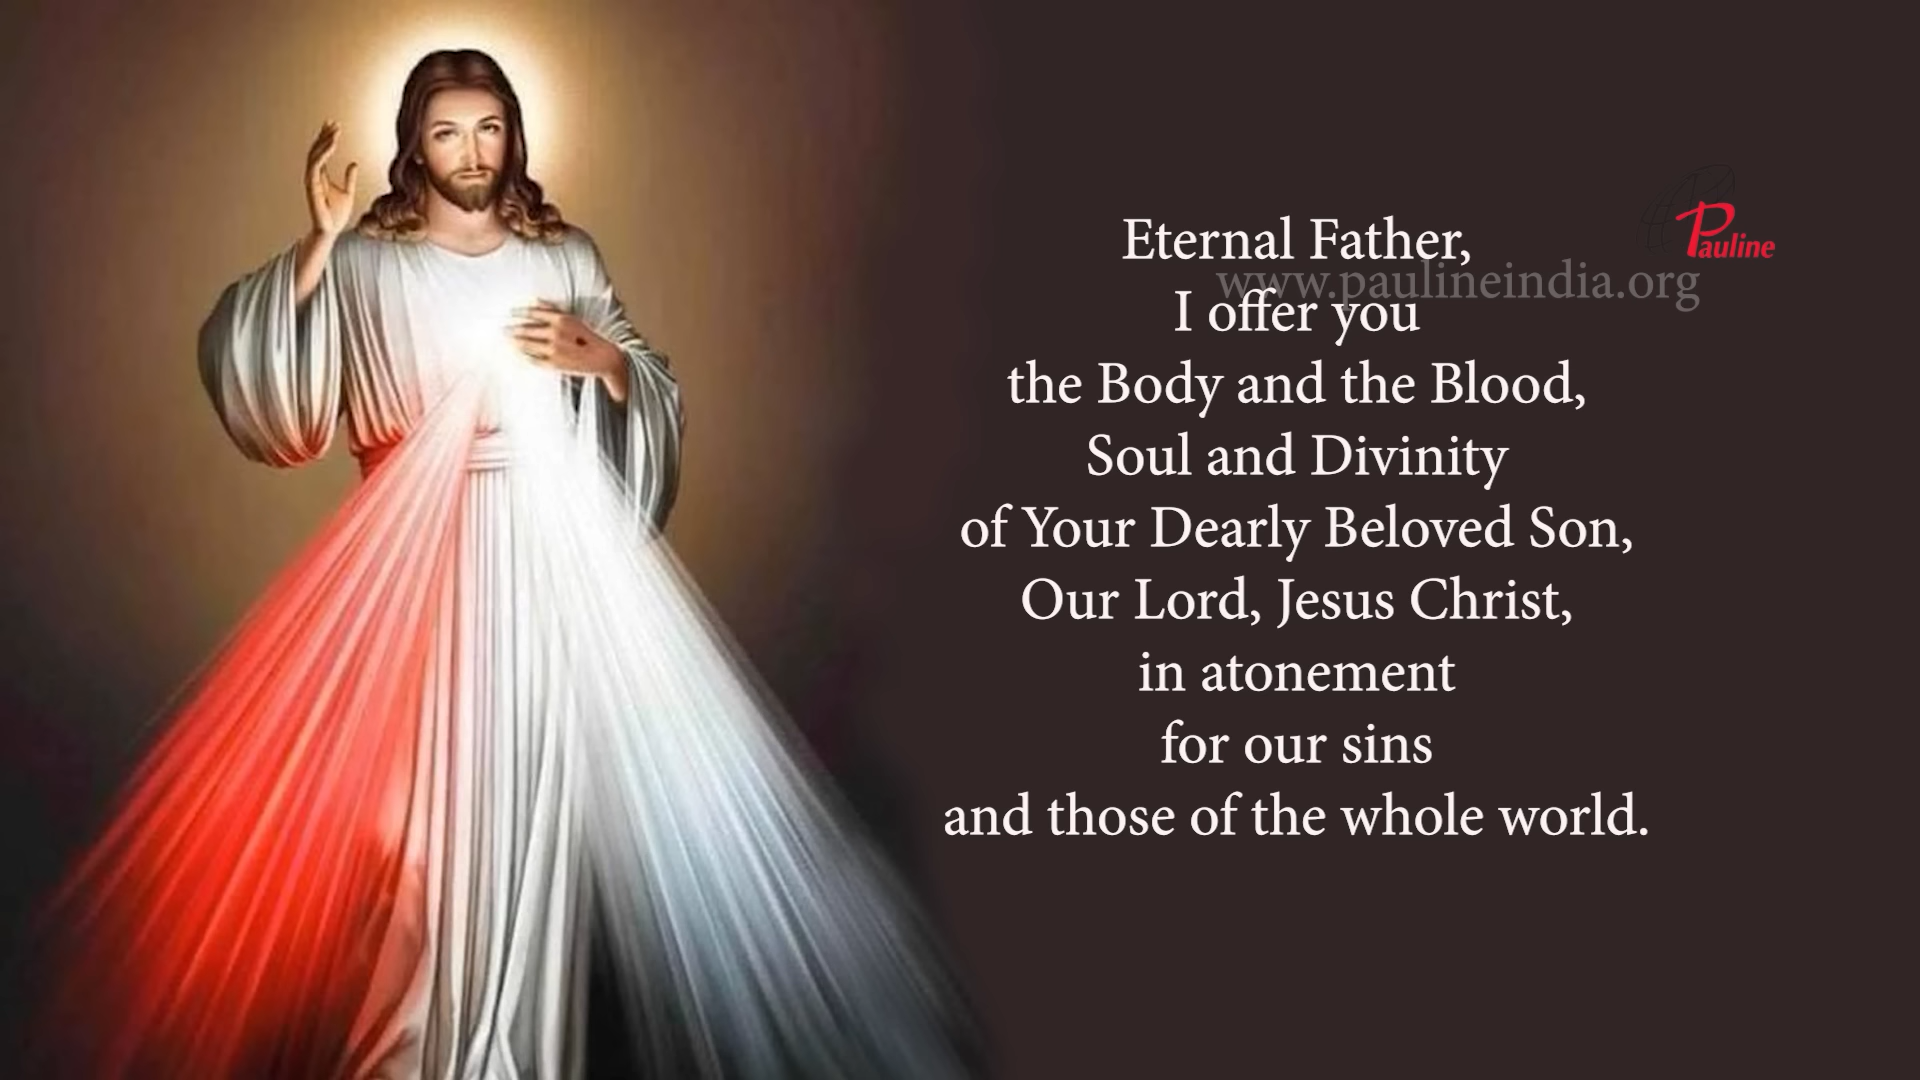 Pauline
www.paulineindia.org
Eternal Father,
I offer you
the Body and the Blood,
Soul and Divinity
of Your Dearly Beloved Son,
Our Lord, Jesus Christ,
in atonement
for our sins
and those of the whole world.